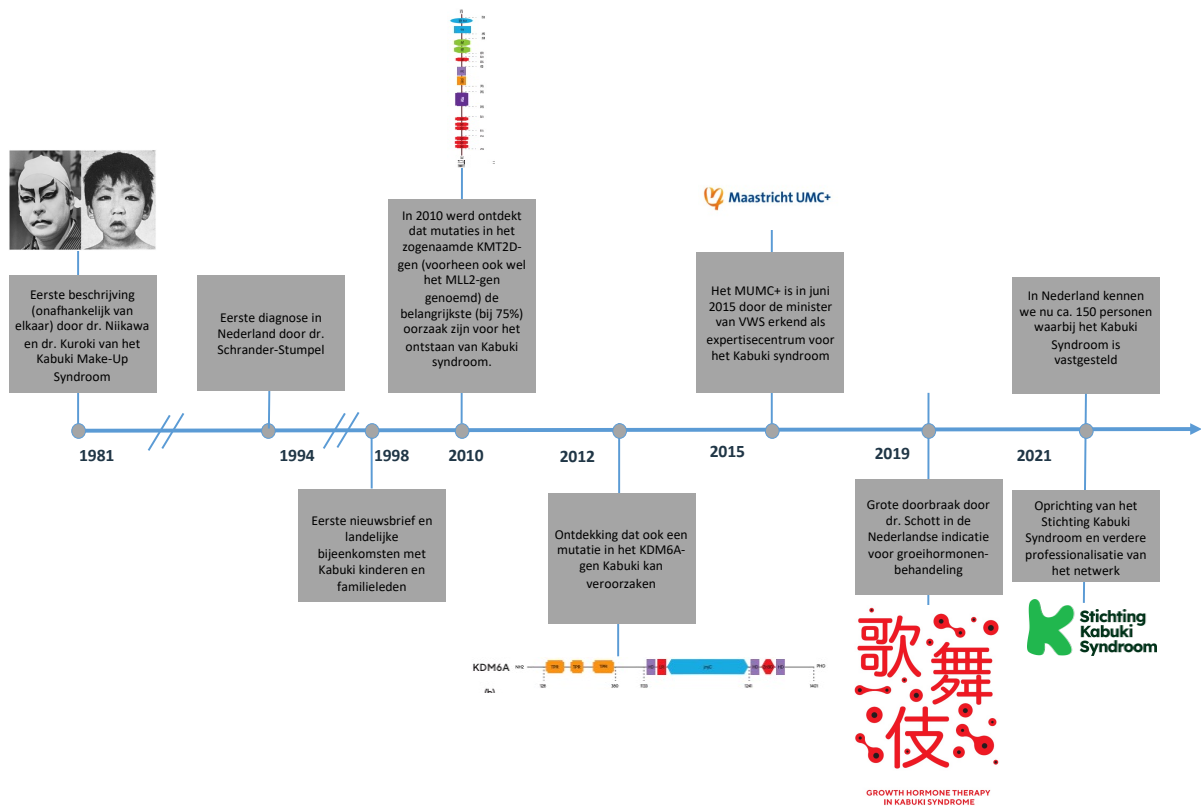 Eerste beschrijving
(onafhankelijk van
elkaar) door dr. Niikawa
en dr. Kuroki van het
Kabuki Make-Up
Syndroom
Eerste diagnose in
Nederland door dr.
Schrander-Stumpel
In 2010 werd ontdekt
dat mutaties in het
zogenaamde KMT2D-
gen (voorheen ook wel
het MLL2-gen
genoemd) de
belangrijkste (bij 75%)
oorzaak zijn voor het
ontstaan van Kabuki
syndroom.
Maastricht UMC+
Het MUMC+ is in juni
2015 door de minister
van VWS erkend als
expertisecentrum voor
het Kabuki syndroom
In Nederland kennen
we nu ca. 150 personen
waarbij het Kabuki
Syndroom is
vastgesteld
1981
1994
1998
2010
2012
2015
2019
2021
Eerste nieuwsbrief en
landelijke
bijeenkomsten met
Kabuki kinderen en
familieleden
Ontdekking dat ook een
mutatie in het KDM6A-
gen Kabuki kan
veroorzaken
Grote doorbraak door
dr. Schott in de
Nederlandse indicatie
voor groeihormonen-
behandeling
Oprichting van het
Stichting Kabuki
Syndroom en verdere
professionalisatie van
het netwerk
KDM6A
NH2
歌
舞
伎
GROWTH HORMONE THERAPY
IN KABUKI SYNDROME
Stichting
Kabuki
Syndroom